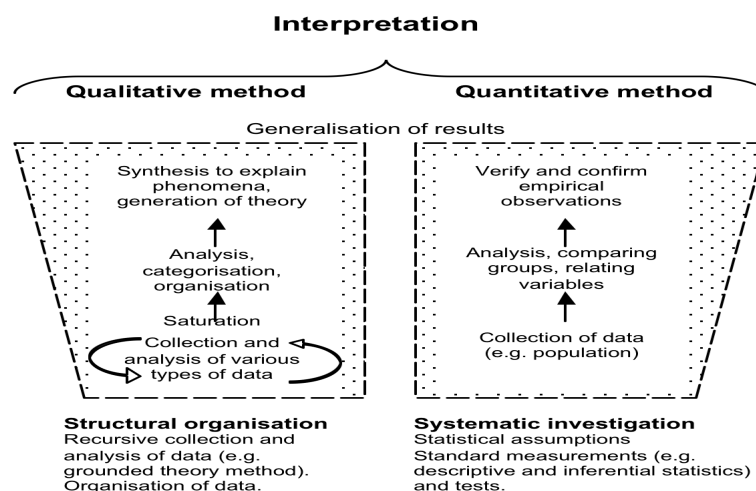 Interpretation
Qualitative method
Quantitative method
Generalisation of results
Synthesis to explain
phenomena,
generation of theory
Analysis,
categorisation,
organisation
Saturation
Collection and
analysis of various
types of data
Verify and confirm
empirical
observations
Analysis, comparing
groups, relating
variables
Collection of data
(e.g. population)
Structural organisation
Recursive collection and
analysis of data (e.g.
grounded theory method).
Organisation of data.
Systematic investigation
Statistical assumptions
Standard measurements (e.g.
descriptive and inferential statistics)
and tests.